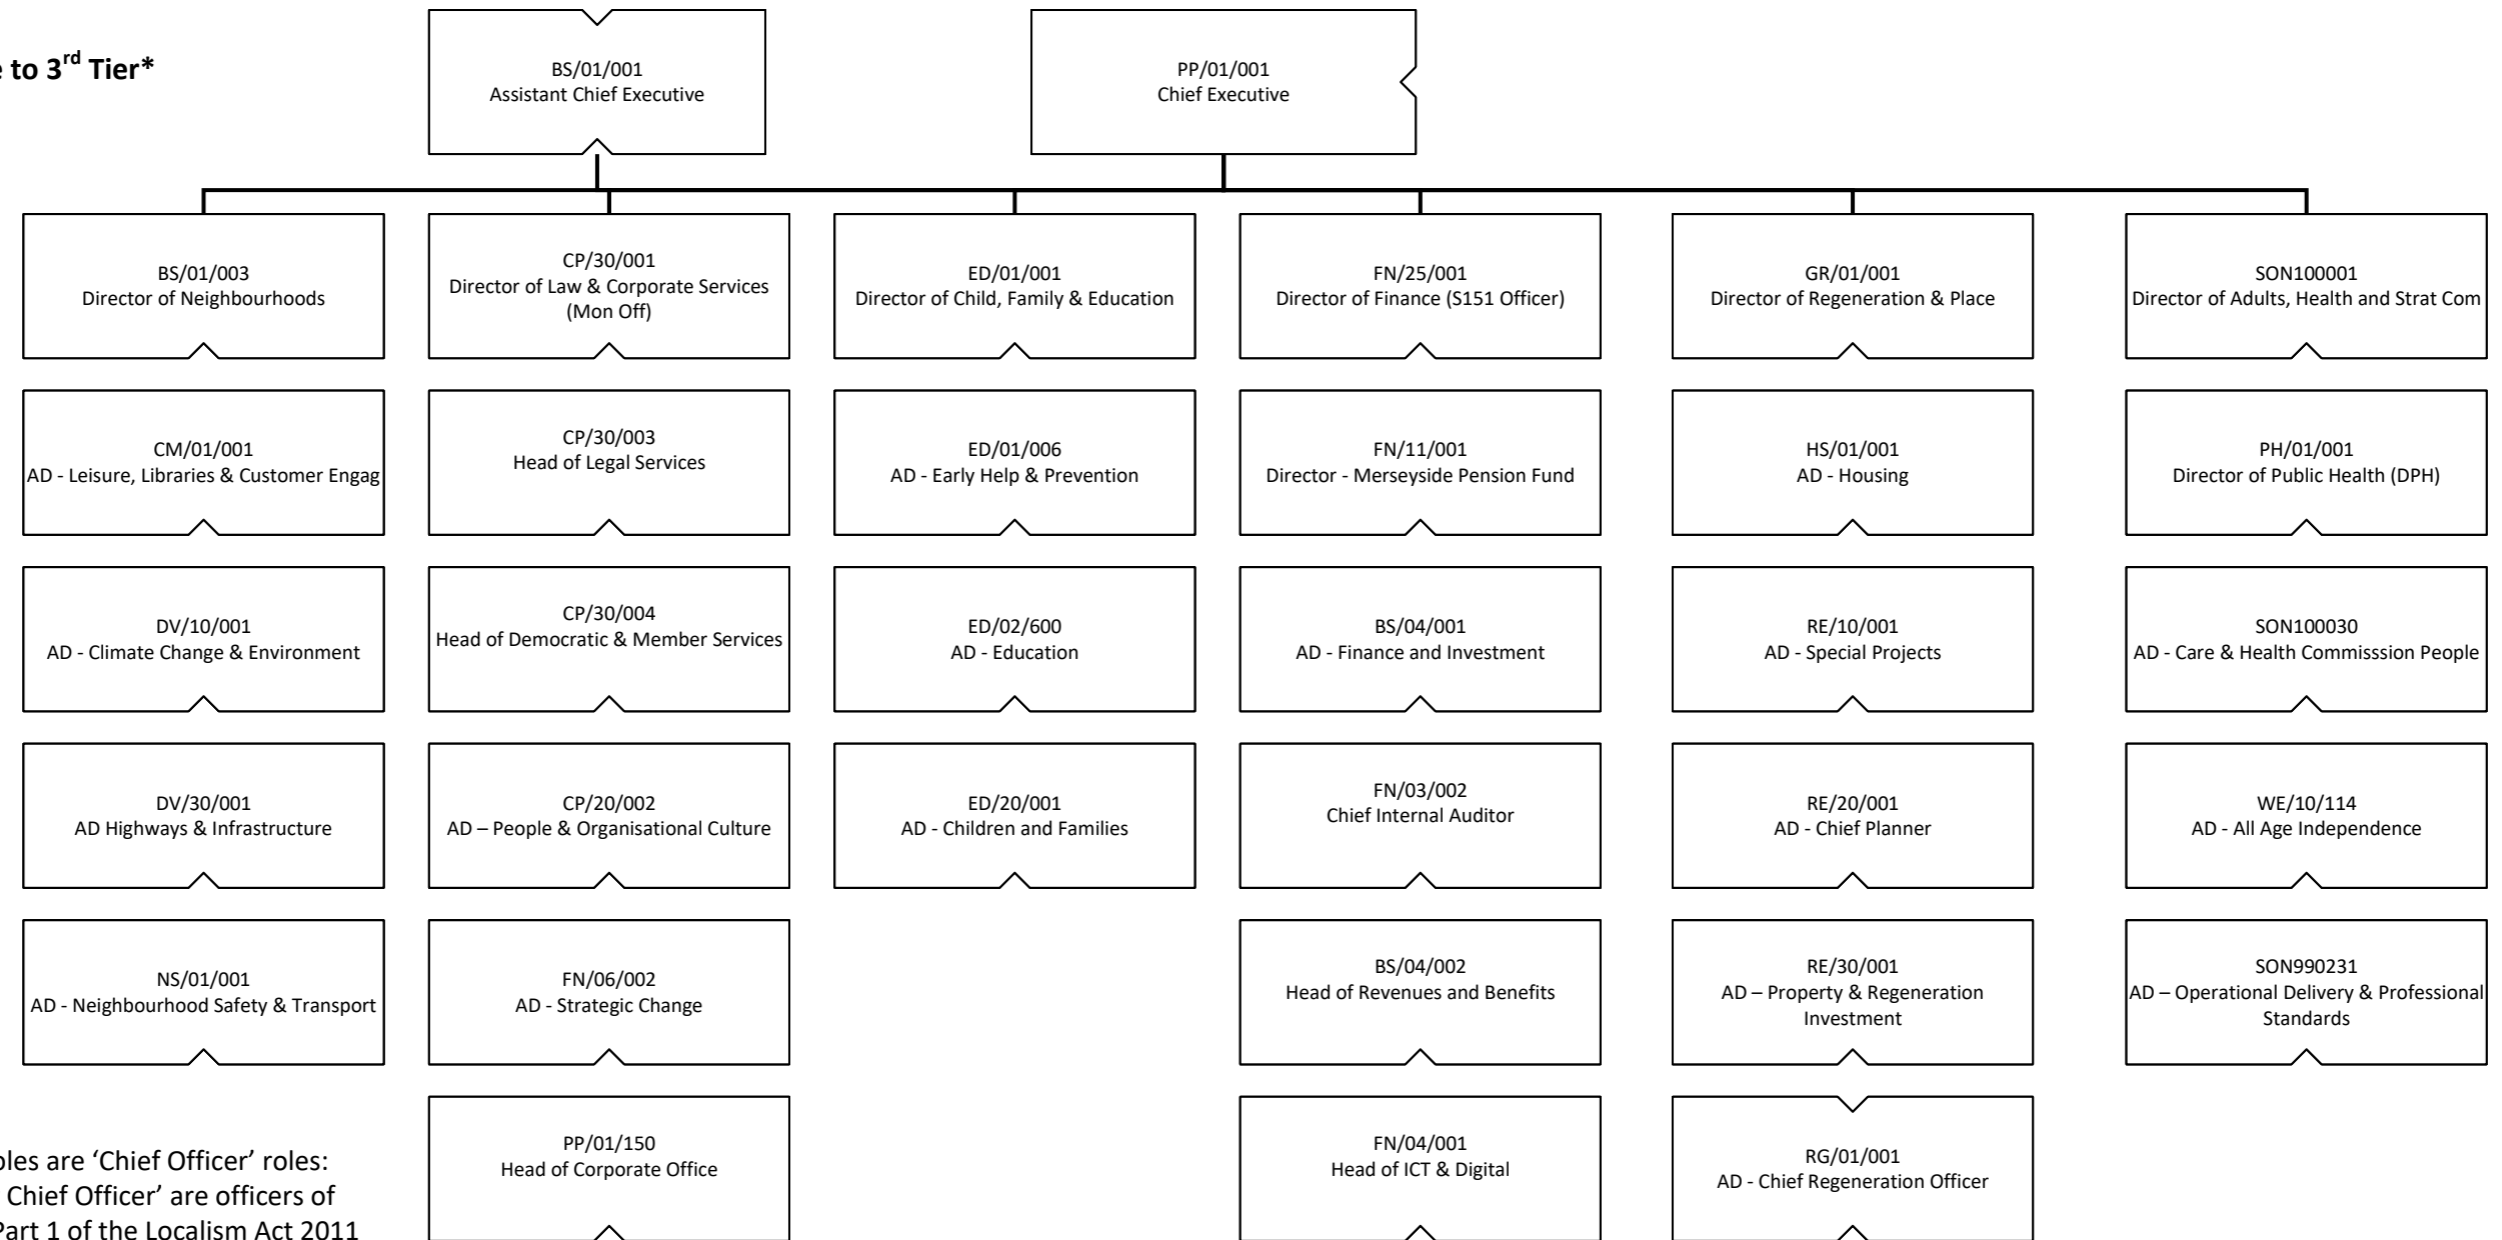 e to 3rd Tier*
BS/01/001
Assistant Chief Executive
PP/01/001
Chief Executive
BS/01/003
Director of Neighbourhoods
CP/30/001
Director of Law & Corporate Services
(Mon Off)
ED/01/001
Director of Child, Family & Education
FN/25/001
Director of Finance (S151 Officer)
GR/01/001
Director of Regeneration & Place
SON100001
Director of Adults, Health and Strat Com
CM/01/001
AD - Leisure, Libraries & Customer Engag
CP/30/003
Head of Legal Services
ED/01/006
AD - Early Help & Prevention
FN/11/001
Director - Merseyside Pension Fund
HS/01/001
AD - Housing
PH/01/001
Director of Public Health (DPH)
DV/10/001
AD - Climate Change & Environment
CP/30/004
Head of Democratic & Member Services
ED/02/600
AD - Education
BS/04/001
AD - Finance and Investment
RE/10/001
AD - Special Projects
SON100030
AD - Care & Health Commisssion People
DV/30/001
AD Highways & Infrastructure
CP/20/002
AD – People & Organisational Culture
ED/20/001
AD - Children and Families
FN/03/002
Chief Internal Auditor
RE/20/001
AD - Chief Planner
WE/10/114
AD - All Age Independence
NS/01/001
AD - Neighbourhood Safety & Transport
FN/06/002
AD - Strategic Change
BS/04/002
Head of Revenues and Benefits
RE/30/001
AD – Property & Regeneration
Investment
SON990231
AD – Operational Delivery & Professional
Standards
PP/01/150
Head of Corporate Office
FN/04/001
Head of ICT & Digital
RG/01/001
AD - Chief Regeneration Officer
oles are ‘Chief Officer’ roles:
Chief Officer’ are officers of
Part 1 of the Localism Act 2011